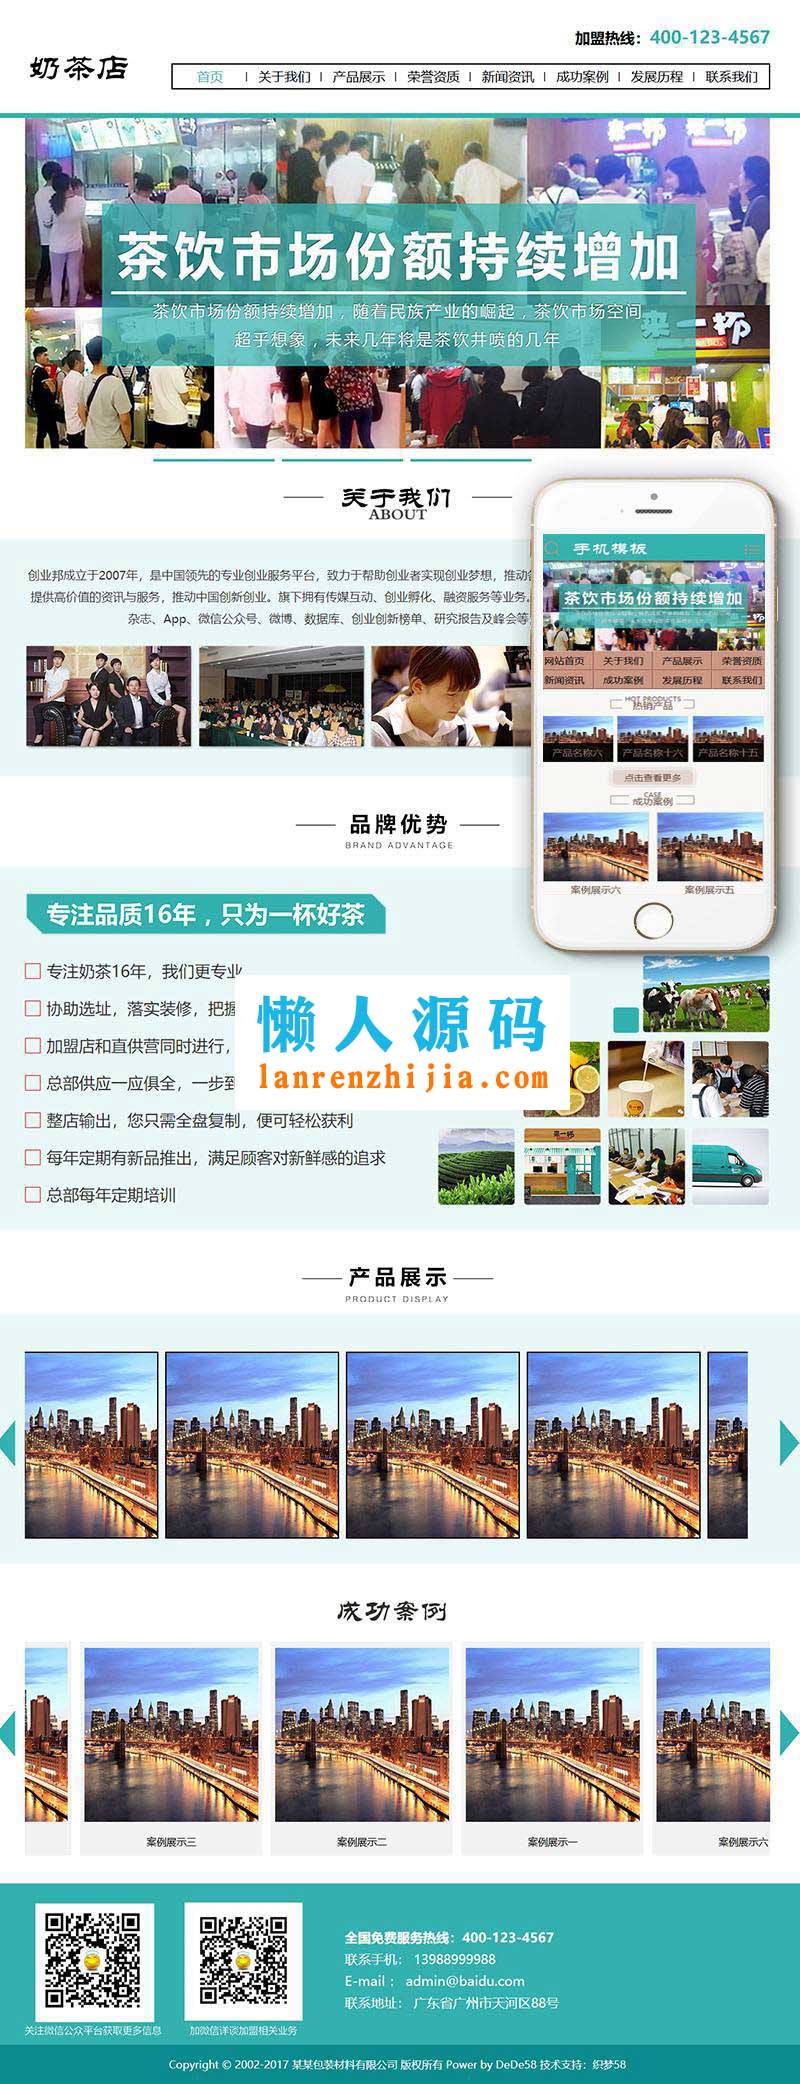 加盟热线：400-123-4567
奶茶店
首页 | 关于我们 | 产品展示 | 荣誉资质 | 新闻资讯 | 成功案例 | 发展历程 | 联系我们
来一杯
茶饮市场份额持续增加
茶饮市场份额持续增加，随着民族产业的崛起，茶饮市场空间
超乎想象，未来几年将是茶饮井喷的几年
来一杯
关于我们
ABOUT
创业邦成立于2007年，是中国领先的专业创业服务平台，致力于帮助创业者实现创业梦想，推动
提供高价值的资讯与服务，推动中国创新创业。旗下拥有传媒互动、创业孵化、融资服务等业务。
杂志、App、微信公众号、微博、数据库、创业创新榜单、研究报告及峰会等
手机模板
茶饮市场份额持续增加
网站首页 关于我们 产品展示 荣誉资质
新闻资讯 成功案例 发展历程 联系我们
HOT PRODUCTS
热销产品
产品名称六 产品名称十六 产品名称十五
点击查看更多
CASE
成功案例
案例展示六 案例展示五
品牌优势
BRAND ADVANTAGE
专注品质16年，只为一杯好茶
专注奶茶16年，我们更专业
协助选址，落实装修，把握
加盟店和直供营同时进行，
总部供应一应俱全，一步到
整店输出，您只需全盘复制，便可轻松获利
每年定期有新品推出，满足顾客对新鲜感的追求
总部每年定期培训
懒人源码
lanrenzhijia.com
来一杯
产品展示
PRODUCT DISPLAY
成功案例
案例展示三 案例展示二 案例展示一 案例展示六
关注微信公众平台获取更多信息
加微信详谈加盟相关业务
全国免费服务热线：400-123-4567
联系手机： 13988999988
E-mail： admin@baidu.com
联系地址： 广东省广州市天河区88号
Copyright © 2002-2017 某某包装材料有限公司 版权所有 Power by DeDe58 技术支持：织梦58